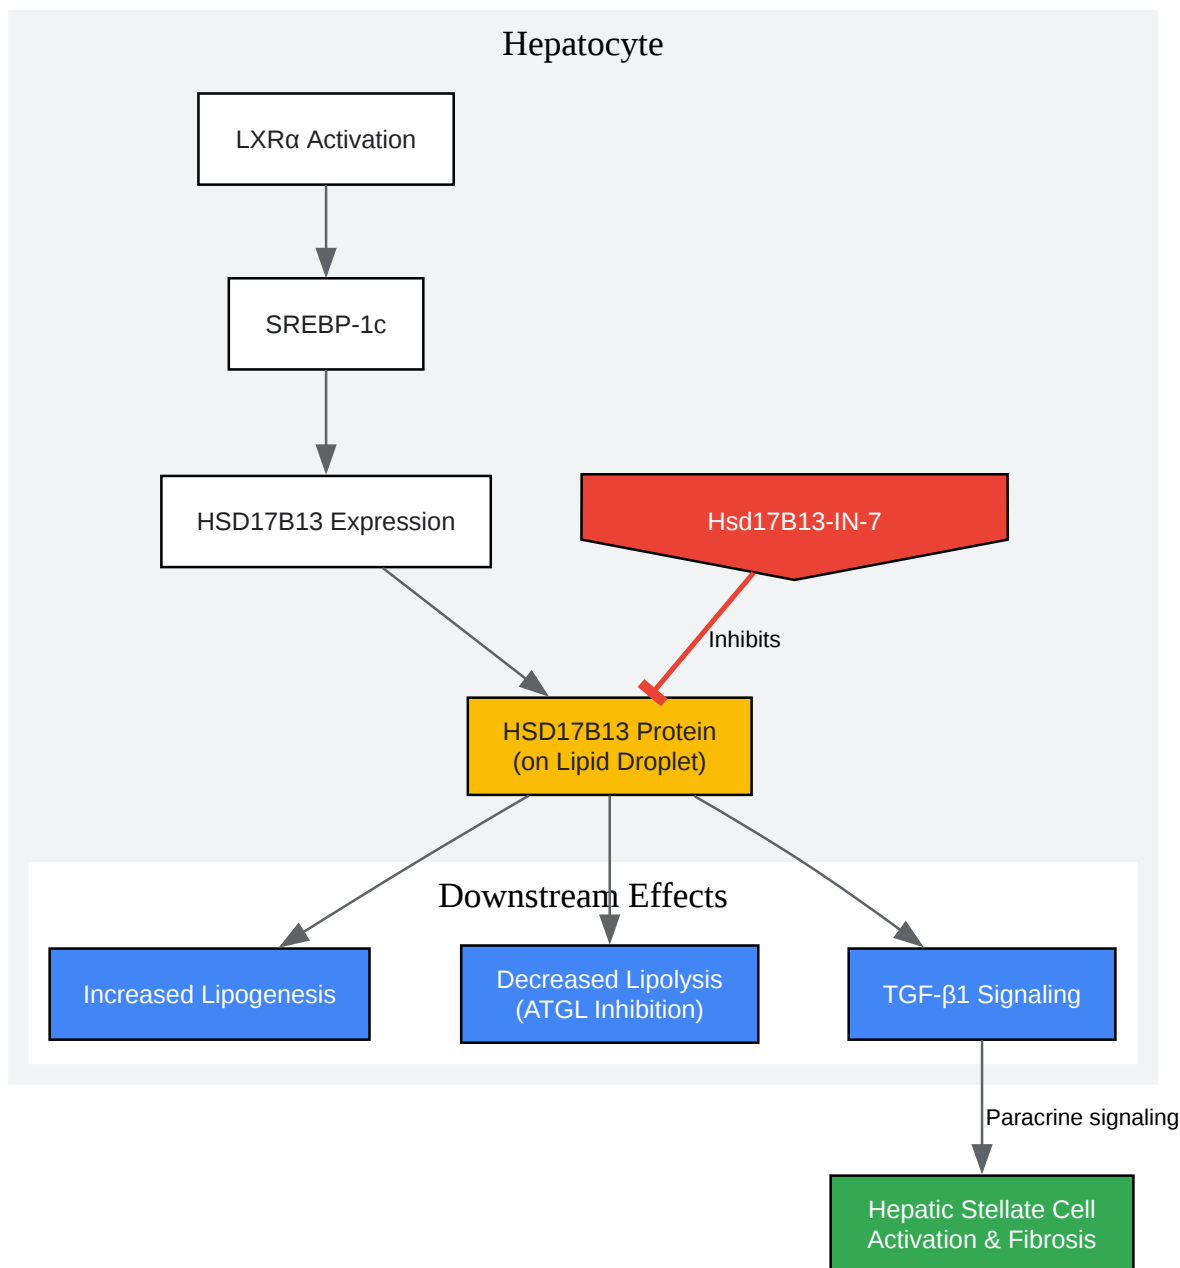 Hepatocyte
LXRα Activation
SREBP-1c
HSD17B13 Expression
Hsd17B13-IN-7
Inhibits
HSD17B13 Protein
(on Lipid Droplet)
Downstream Effects
Increased Lipogenesis
Decreased Lipolysis
(ATGL Inhibition)
TGF-β1 Signaling
Paracrine signaling
Hepatic Stellate Cell
Activation & Fibrosis